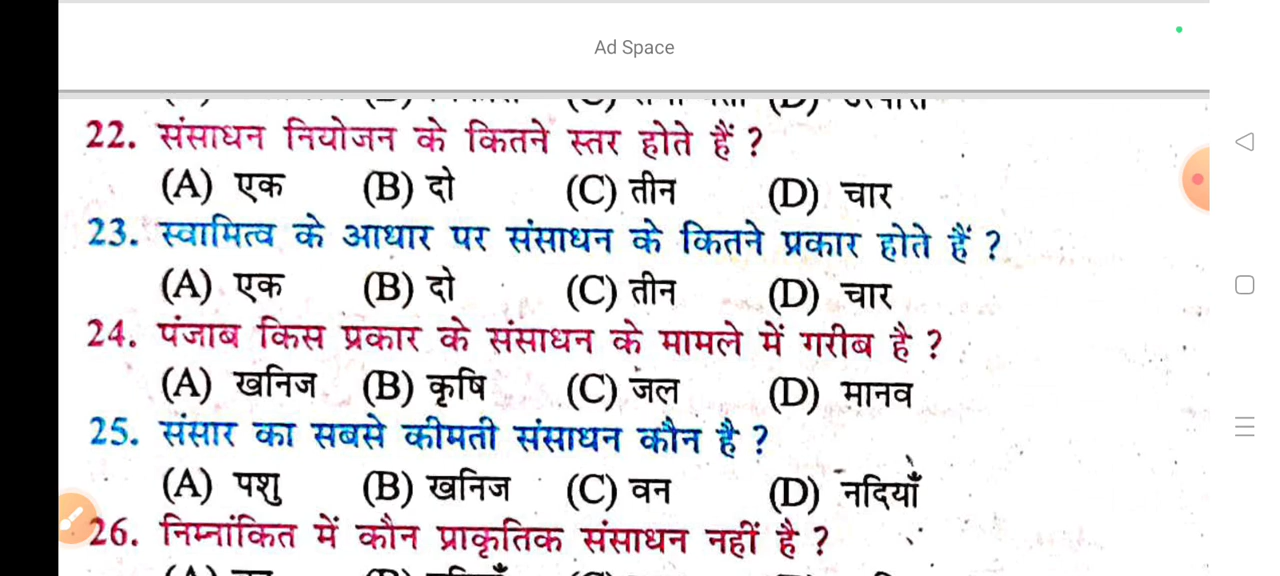 Ad Space
22. संसाधन नियोजन के कितने स्तर होते हैं ?
(A) एक (B) दो (C) तीन (D) चार
23. स्वामित्व के आधार पर संसाधन के कितने प्रकार होते हैं ?
(A) एक (B) दो (C) तीन (D) चार
24. पंजाब किस प्रकार के संसाधन के मामले में गरीब है ?
(A) खनिज (B) कृषि (C) जल (D) मानव
25. संसार का सबसे कीमती संसाधन कौन है ?
(A) पशु (B) खनिज (C) वन (D) नदियाँ
26. निम्नांकित में कौन प्राकृतिक संसाधन नहीं है ?